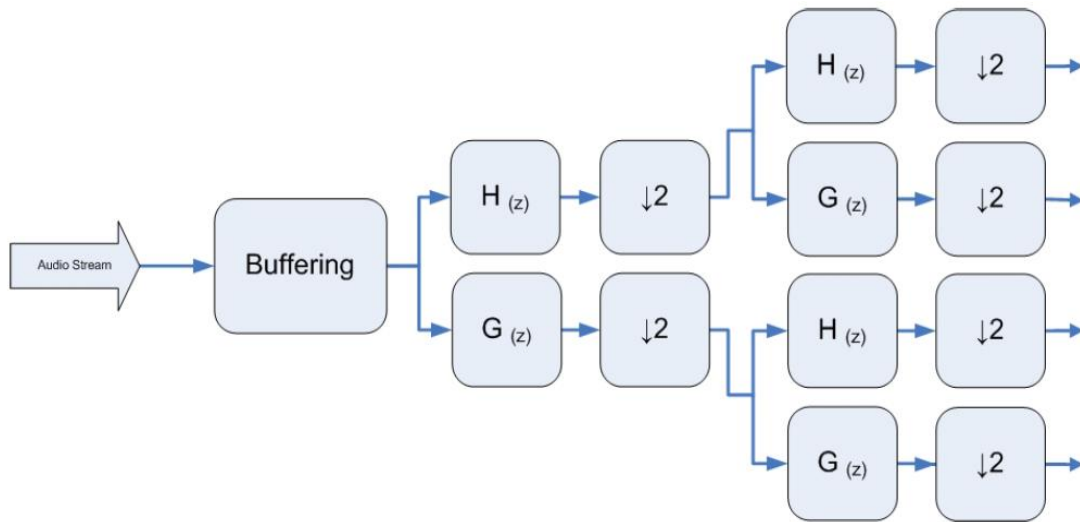 H (z)
↓2
H (z)
↓2
G (z)
↓2
Audio Stream
Buffering
G (z)
↓2
H (z)
↓2
G (z)
↓2